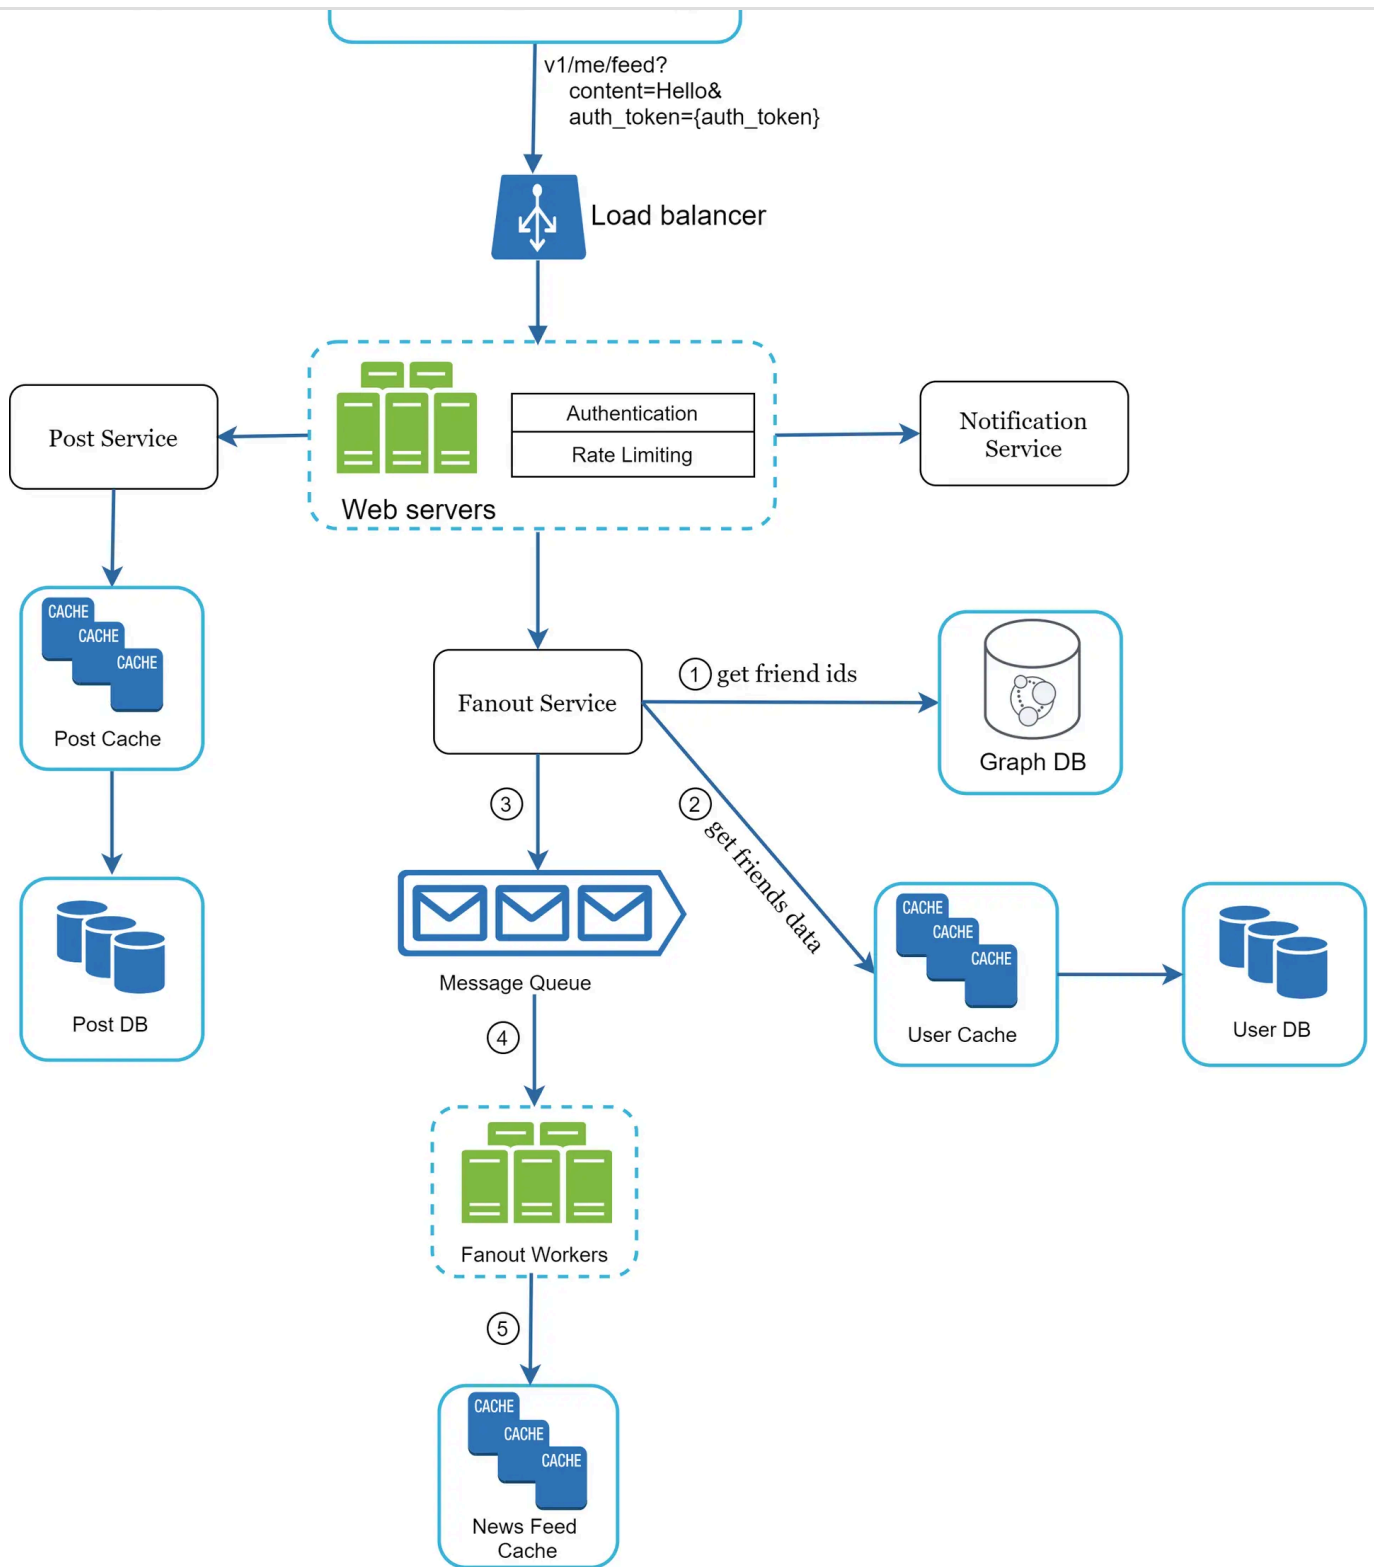 v1/me/feed?
content=Hello&
auth_token={auth_token}
Load balancer
Authentication
Rate Limiting
Web servers
Post Service
Notification
Service
CACHE
CACHE
CACHE
Post Cache
Post DB
Fanout Service
1 get friend ids
Graph DB
2 get friends data
CACHE
CACHE
CACHE
User Cache
User DB
3
Message Queue
4
Fanout Workers
5
CACHE
CACHE
CACHE
News Feed
Cache